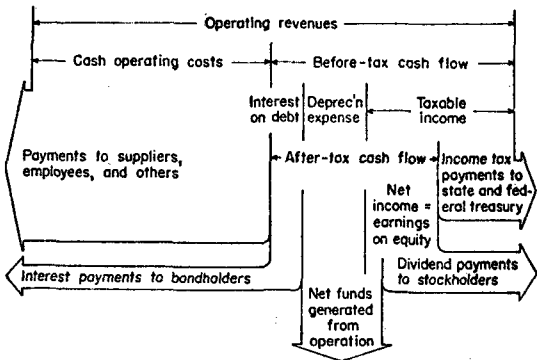 Operating revenues
Cash operating costs
Before-tax cash flow
Interest
on debt
Deprec'n
expense
Taxable
income
Payments to suppliers,
employees, and others
After-tax cash flow
Income tax
payments to
state and fed-
eral treasury
Net
income =
earnings
on equity
Interest payments to bondholders
Dividend payments
to stockholders
Net funds
generated
from
operation